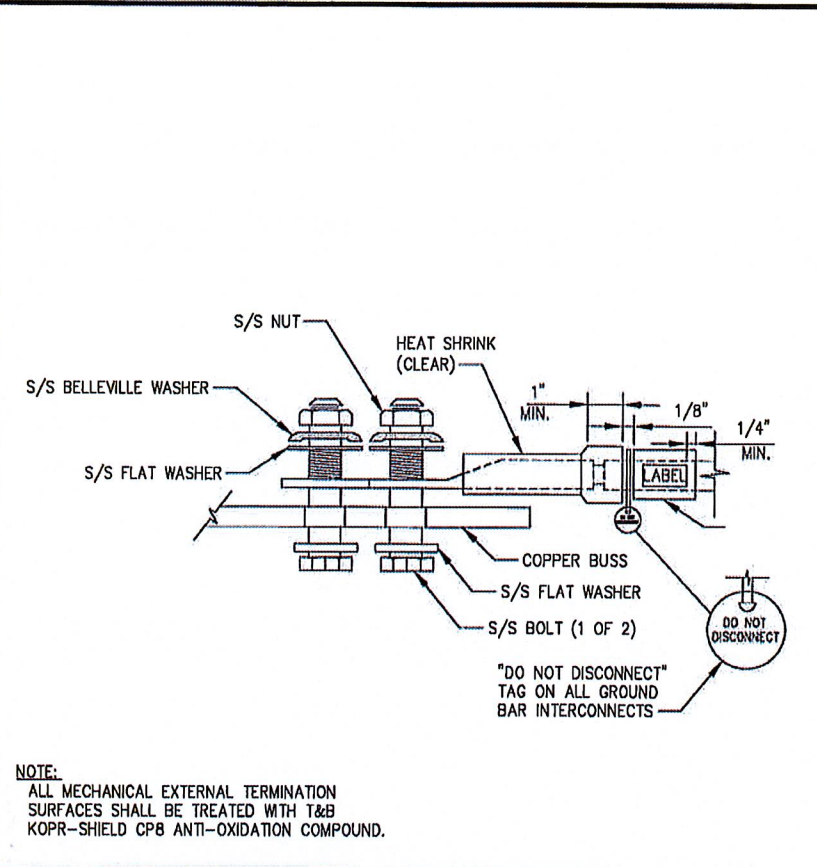 S/S NUT
HEAT SHRINK
(CLEAR)
S/S BELLEVILLE WASHER
1"
MIN.
1/8"
1/4"
MIN.
S/S FLAT WASHER
LABEL
COPPER BUSS
S/S FLAT WASHER
S/S BOLT (1 OF 2)
DO NOT
DISCONNECT
"DO NOT DISCONNECT"
TAG ON ALL GROUND
BAR INTERCONNECTS
NOTE:
ALL MECHANICAL EXTERNAL TERMINATION
SURFACES SHALL BE TREATED WITH T&B
KOPR-SHIELD CP8 ANTI-OXIDATION COMPOUND.